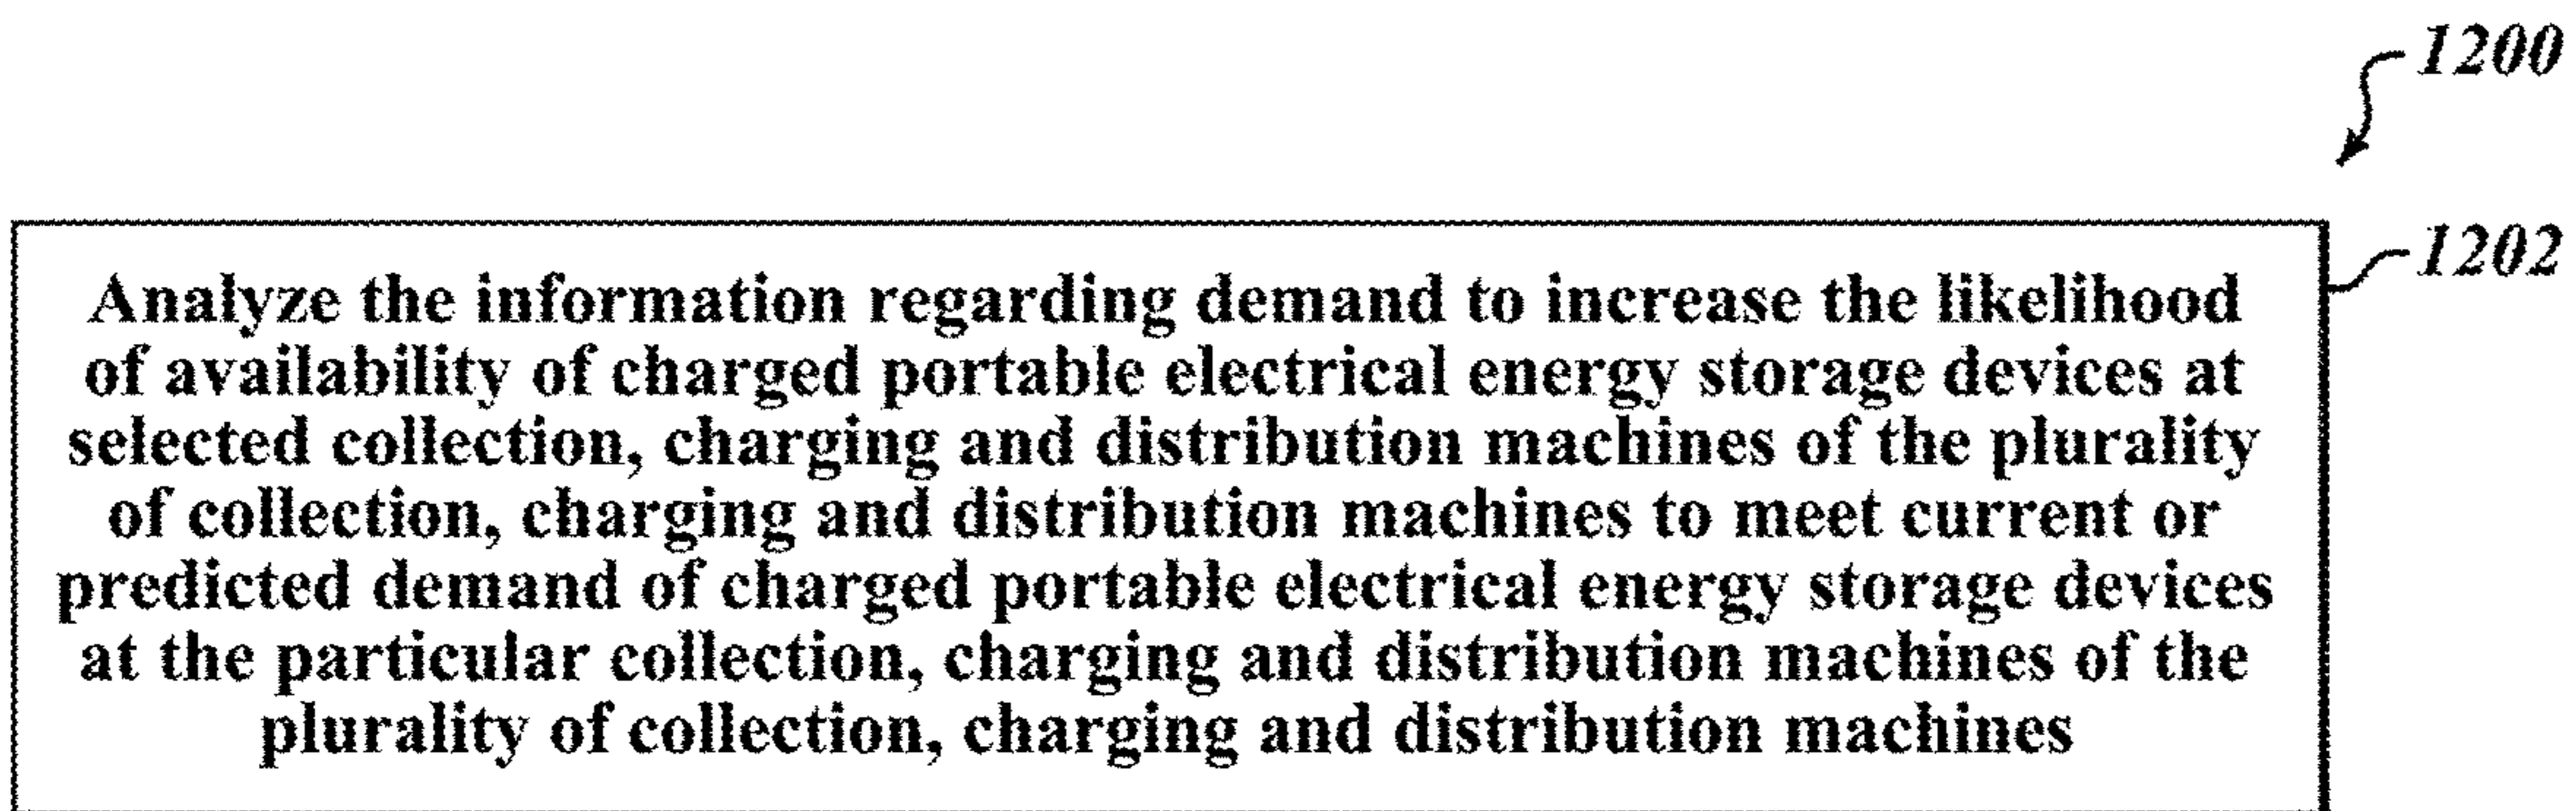 1200
1202
Analyze the information regarding demand to increase the likelihood
of availability of charged portable electrical energy storage devices at
selected collection, charging and distribution machines of the plurality
of collection, charging and distribution machines to meet current or
predicted demand of charged portable electrical energy storage devices
at the particular collection, charging and distribution machines of the
plurality of collection, charging and distribution machines